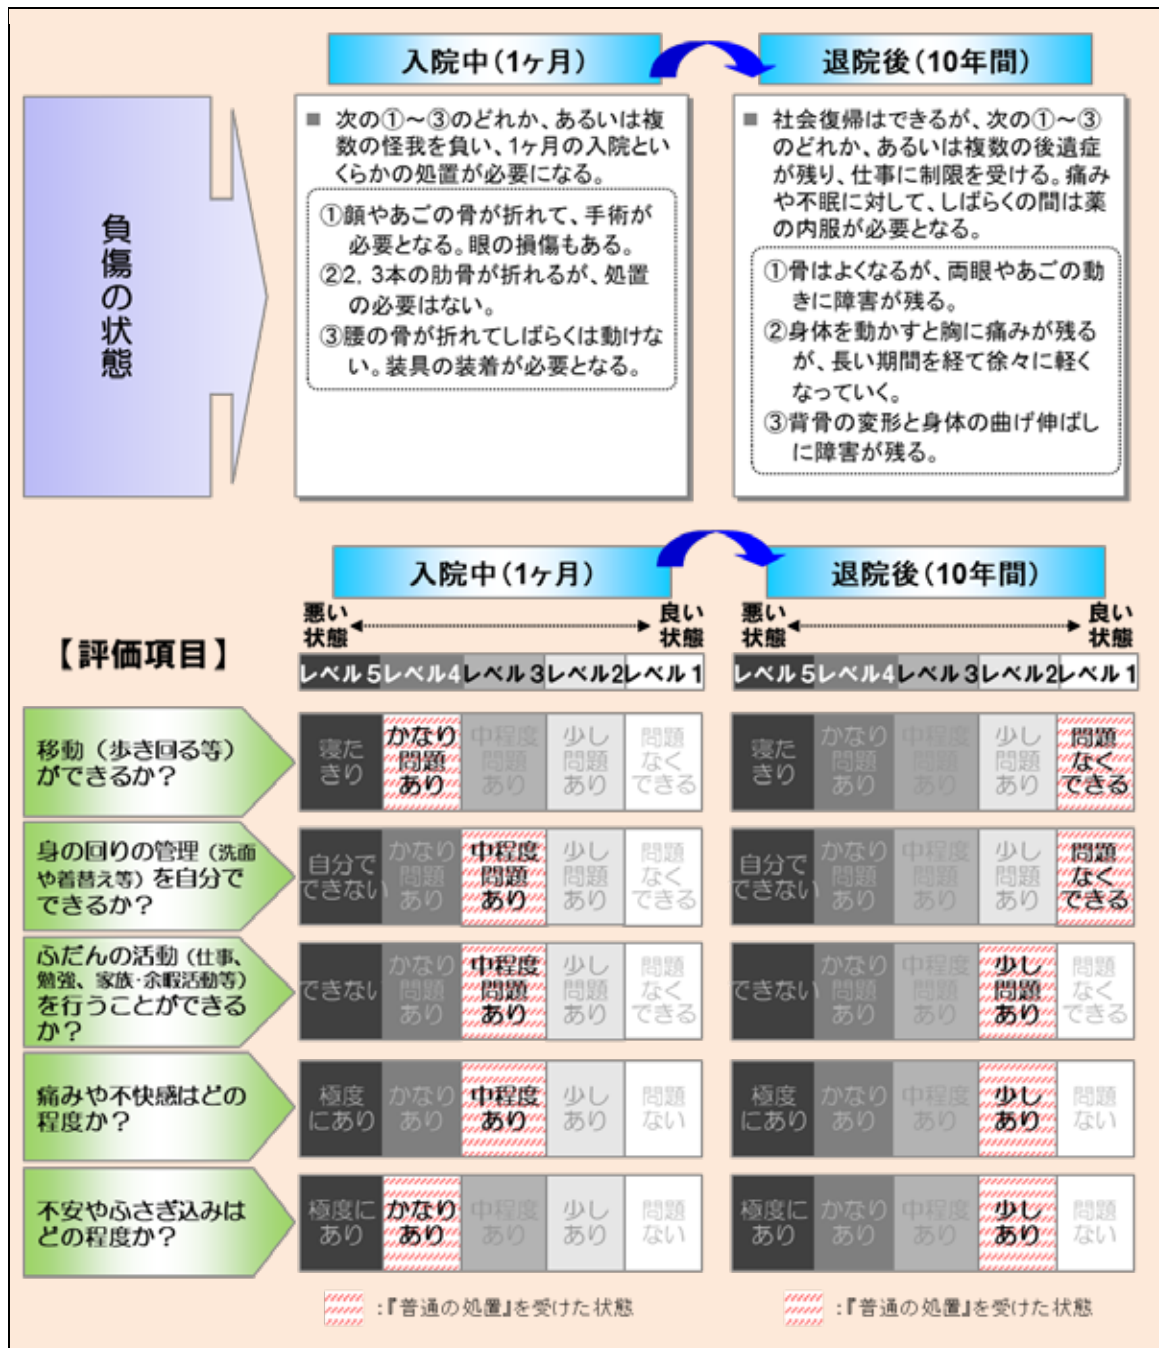 入院中(1ヶ月)
退院後(10年間)
負傷の状態
■ 次の①～③のどれか、あるいは複
数の怪我を負い、1ヶ月の入院とい
くらかの処置が必要になる。
①顔やあごの骨が折れて、手術が
必要となる。眼の損傷もある。
②2，3本の肋骨が折れるが、処置
の必要はない。
③腰の骨が折れてしばらくは動けな
い。装具の装着が必要となる。
■ 社会復帰はできるが、次の①～③
のどれか、あるいは複数の後遺症
が残り、仕事に制限を受ける。痛み
や不眠に対して、しばらくの間は薬
の内服が必要となる。
①骨はよくなるが、両眼やあごの動
きに障害が残る。
②身体を動かすと胸に痛みが残る
が、長い期間を経て徐々に軽く
なっていく。
③背骨の変形と身体の曲げ伸ばし
に障害が残る。
入院中(1ヶ月)
退院後(10年間)
【評価項目】
悪い
状態
良い
状態
悪い
状態
良い
状態
レベル5 レベル4 レベル3 レベル2 レベル1
レベル5 レベル4 レベル3 レベル2 レベル1
移動（歩き回る等）
ができるか？
寝た
きり
かなり
問題
あり
中程度
問題
あり
少し
問題
あり
問題
なく
できる
寝た
きり
かなり
問題
あり
中程度
問題
あり
少し
問題
あり
問題
なく
できる
身の回りの管理（洗面
や着替え等）を自分で
できるか？
自分で
できない
かなり
問題
あり
中程度
問題
あり
少し
問題
あり
問題
なく
できる
自分で
できない
かなり
問題
あり
中程度
問題
あり
少し
問題
あり
問題
なく
できる
ふだんの活動（仕事、
勉強、家族・余暇活動等）
を行うことができる
か？
できない
かなり
問題
あり
中程度
問題
あり
少し
問題
あり
問題
なく
できる
できない
かなり
問題
あり
中程度
問題
あり
少し
問題
あり
問題
なく
できる
痛みや不快感はどの
程度か？
極度
にあり
かなり
あり
中程度
あり
少し
あり
問題
ない
極度
にあり
かなり
あり
中程度
あり
少し
あり
問題
ない
不安やふさぎ込みは
どの程度か？
極度に
あり
かなり
あり
中程度
あり
少し
あり
問題
ない
極度に
あり
かなり
あり
中程度
あり
少し
あり
問題
ない
:『普通の処置』を受けた状態
:『普通の処置』を受けた状態